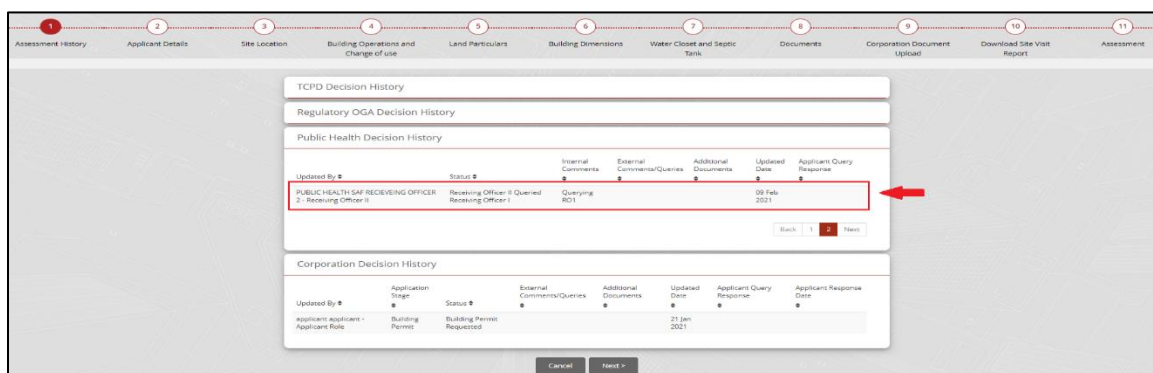 1 2 3 4 5 6 7 8 9 10 11
Assessment History Applicant Details Site Location Building Operations and Change of use Land Particulars Building Dimensions Water Closet and Septic Tank Documents Corporation Document Upload Download Site Visit Report Assessment
TCPD Decision History
Regulatory OGA Decision History
Public Health Decision History
Updated By Status Internal Comments External Comments/Queries Additional Documents Updated Date Applicant Query Response
PUBLIC HEALTH SAF RECIEVEING OFFICER 2 - Receiving Officer II Receiving Officer II Queried Receiving Officer I Querying RO1 09 Feb 2021
Back 1 2 Next
Corporation Decision History
Updated By Application Stage Status External Comments/Queries Additional Documents Updated Date Applicant Query Response Applicant Response Date
applicant applicant - Applicant Role Building Permit Building Permit Requested 21 Jan 2021
Cancel Next >